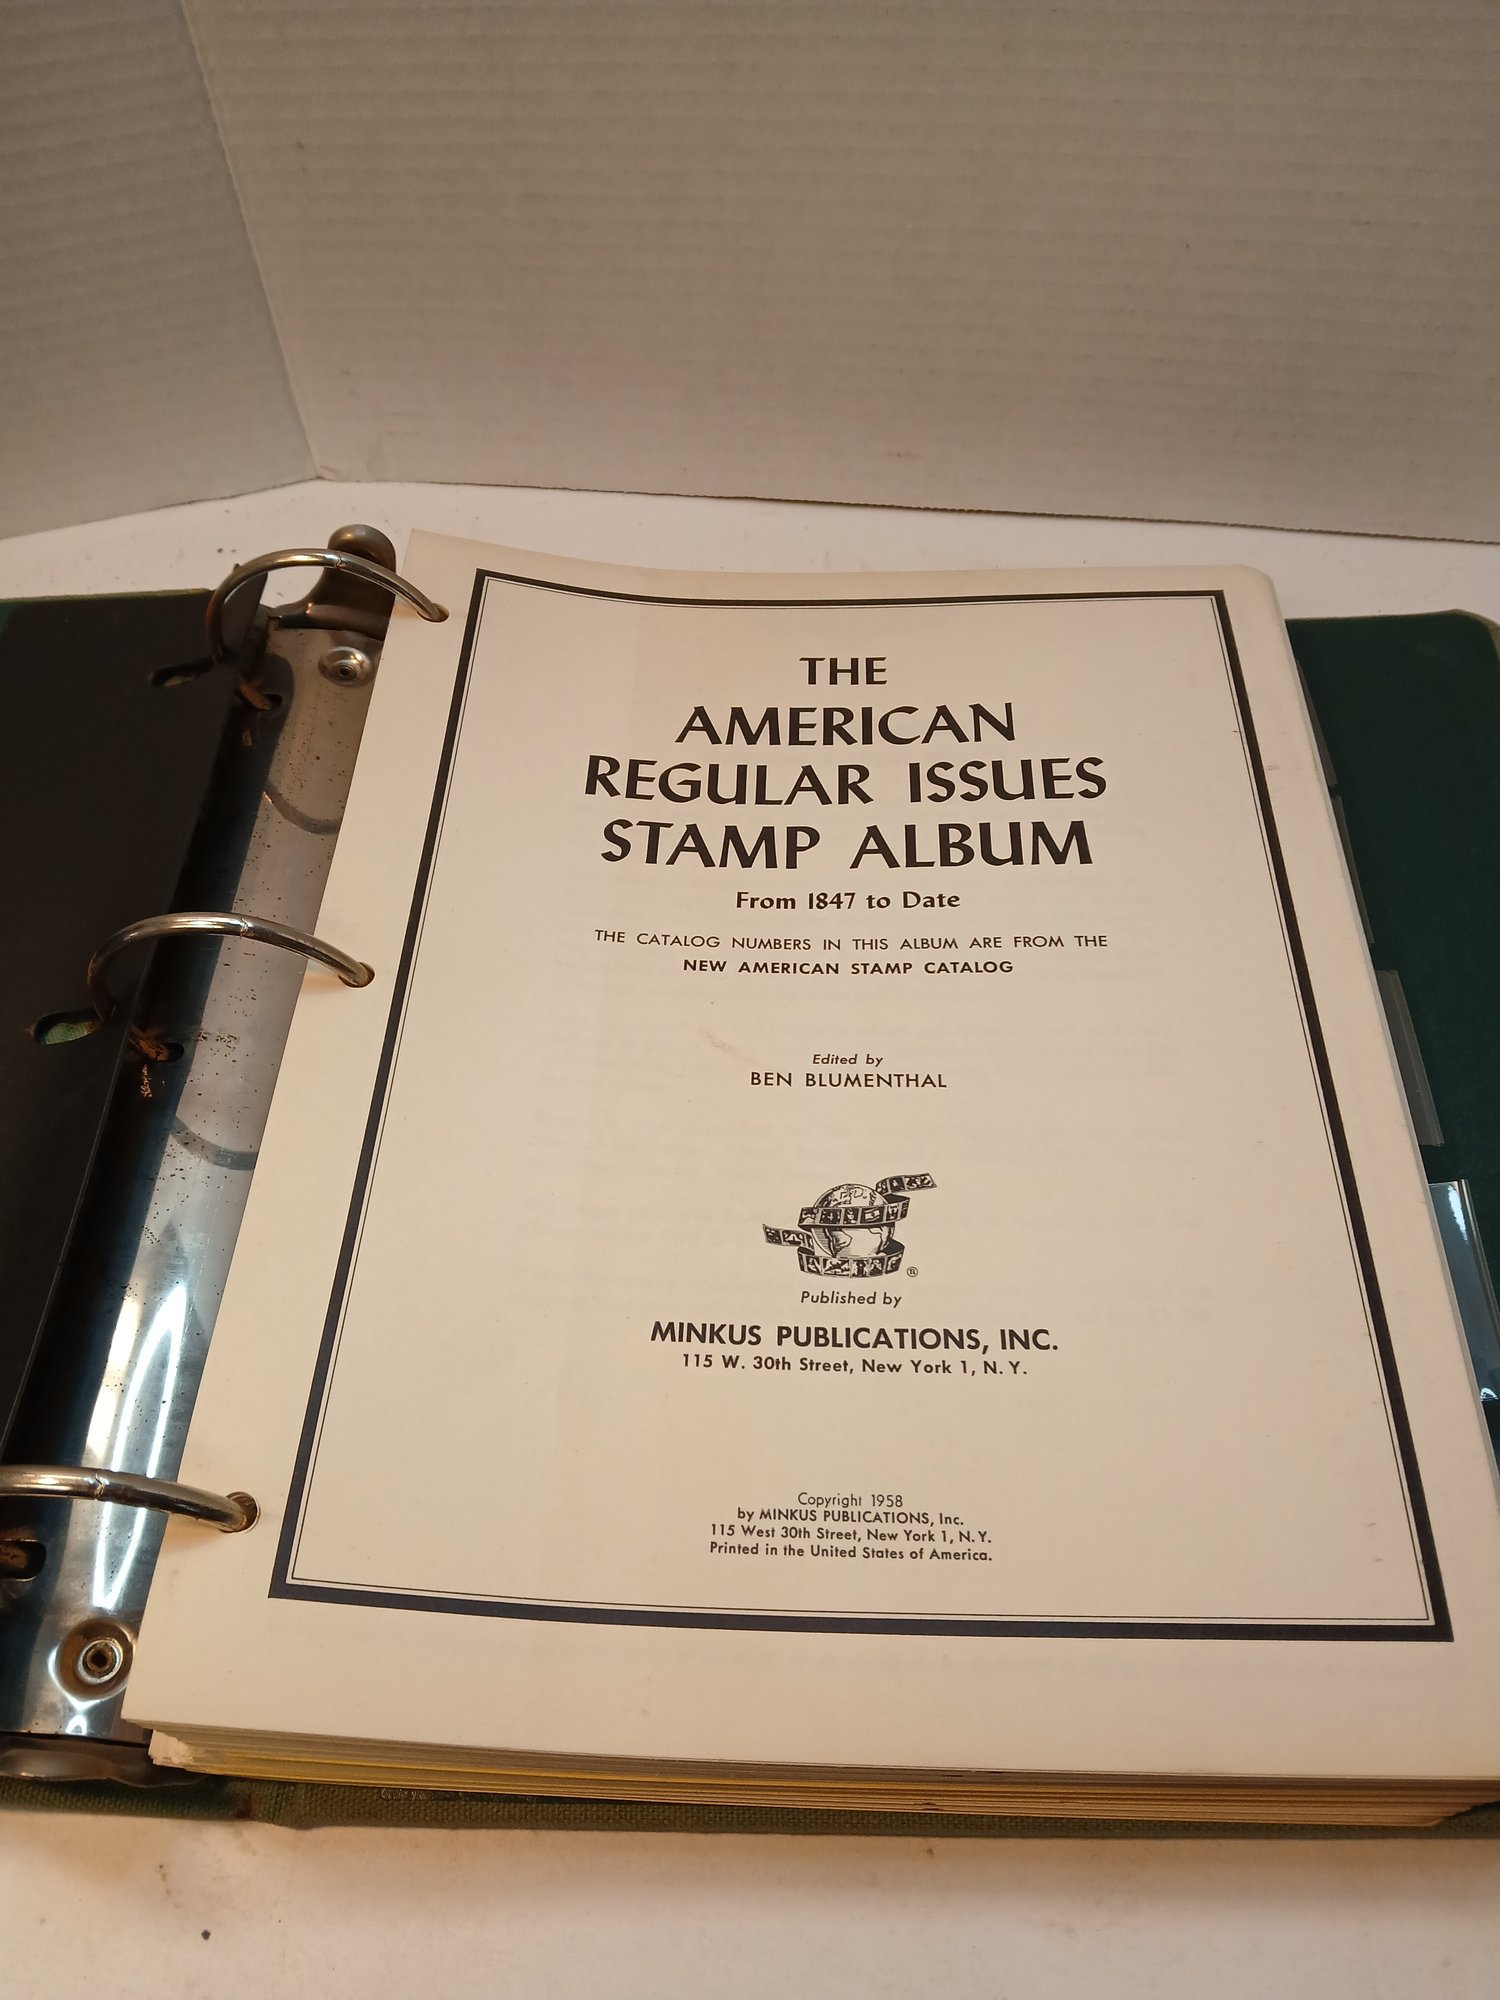 THE
AMERICAN
REGULAR ISSUES
STAMP ALBUM
From 1847 to Date
THE CATALOG NUMBERS IN THIS ALBUM ARE FROM THE
NEW AMERICAN STAMP CATALOG
Edited by
BEN BLUMENTHAL
®
Published by
MINKUS PUBLICATIONS, INC.
115 W. 30th Street, New York 1, N. Y.
Copyright 1958
by MINKUS PUBLICATIONS, Inc.
115 West 30th Street, New York 1, N. Y.
Printed in the United States of America.